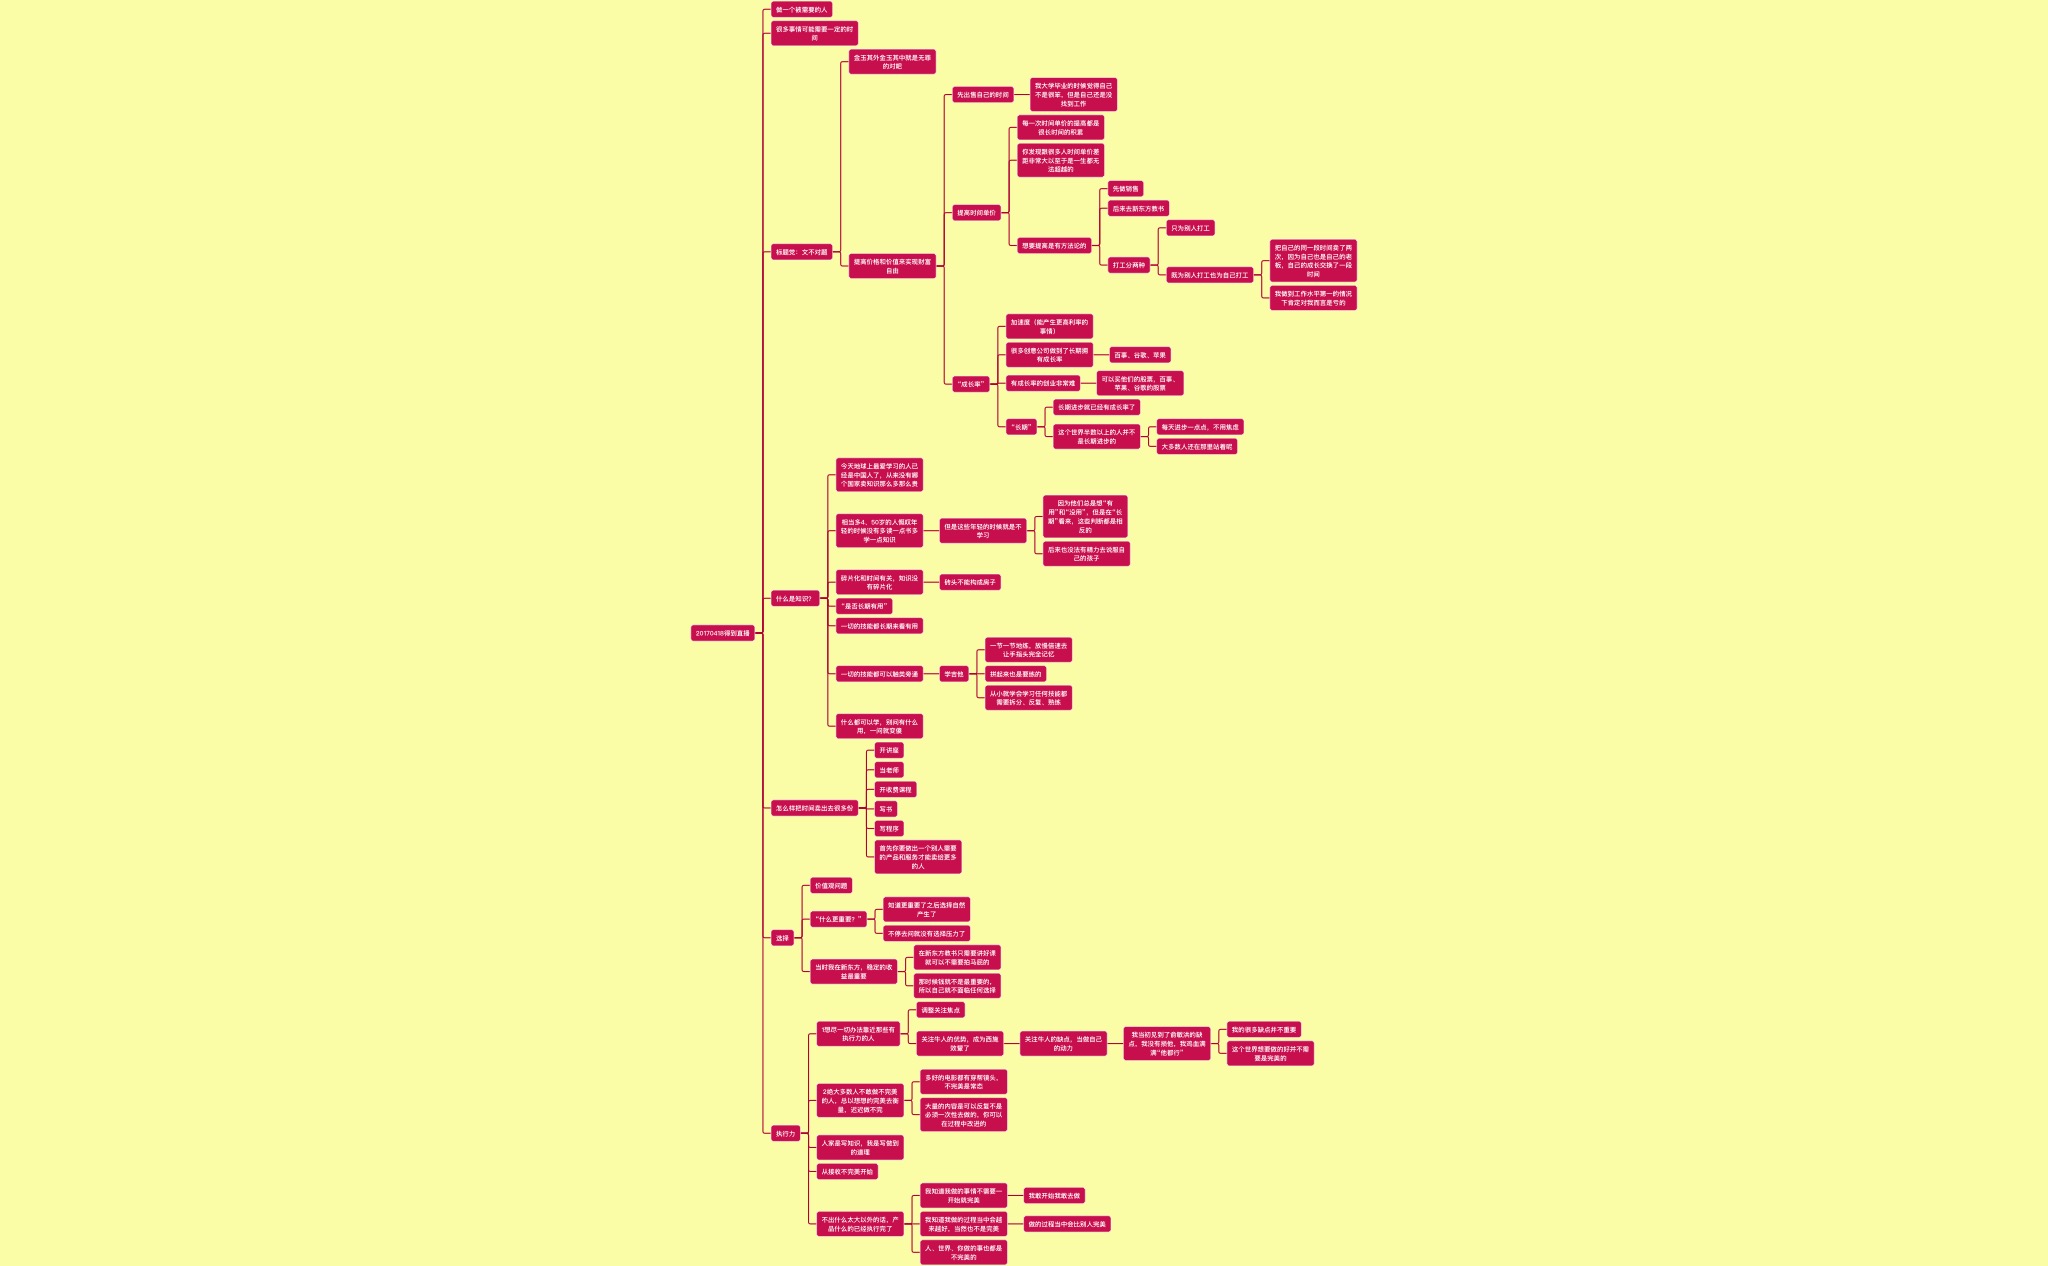 做一个被需要的人
很多事情可能需要一定的时
间
金玉其外金玉其中就是无罪
的对吧
先出售自己的时间
我大学毕业的时候觉得自己
不是很笨，但是自己还是没
找到工作
每一次时间单价的提高都是
很长时间的积累
你发现跟很多人时间单价差
距非常大以至于是一生都无
法超越的
提高时间单价
先做销售
后来去新东方教书
想要提高是有方法论的
只为别人打工
打工分两种
既为别人打工也为自己打工
把自己的同一段时间卖了两
次，因为自己也是自己的老
板，自己的成长交换了一段
时间
我做到工作水平第一的情况
下肯定对我而言是亏的
标题党：文不对题
提高价格和价值来实现财富
自由
加速度（能产生更高利率的
事情）
很多创意公司做到了长期拥
有成长率
百事、谷歌、苹果
“成长率”
有成长率的创业非常难
可以买他们的股票，百事、
苹果、谷歌的股票
“长期”
长期进步就已经有成长率了
这个世界半数以上的人并不
是长期进步的
每天进步一点点，不用焦虑
大多数人还在那里站着呢
今天地球上最爱学习的人已
经是中国人了，从来没有哪
个国家卖知识那么多那么贵
相当多4、50岁的人慨叹年
轻的时候没有多读一点书多
学一点知识
但是这些年轻的时候就是不
学习
因为他们总是想“有
用”和“没用”，但是在“长
期”看来，这些判断都是相
反的
后来也没法有精力去说服自
己的孩子
碎片化和时间有关，知识没
有碎片化
砖头不能构成房子
什么是知识？
“是否长期有用”
一切的技能都长期来看有用
20170418得到直播
一切的技能都可以触类旁通
学吉他
一节一节地练，放慢倍速去
让手指头完全记忆
拼起来也是要练的
从小就学会学习任何技能都
需要拆分、反复、熟练
什么都可以学，别问有什么
用，一问就变傻
开讲座
当老师
开收费课程
怎么样把时间卖出去很多份
写书
写程序
首先你要做出一个别人需要
的产品和服务才能卖给更多
的人
价值观问题
“什么更重要？”
知道更重要了之后选择自然
产生了
不停去问就没有选择压力了
选择
当时我在新东方，稳定的收
益最重要
在新东方教书只需要讲好课
就可以不需要拍马屁的
那时候钱就不是最重要的，
所以自己就不面临任何选择
1想尽一切办法靠近那些有
执行力的人
调整关注焦点
关注牛人的优势，成为西施
效颦了
关注牛人的缺点，当做自己
的动力
我当初见到了俞敏洪的缺
点，我没有损他，我鸡血满
满“他都行”
我的很多缺点并不重要
这个世界想要做的好并不需
要是完美的
2绝大多数人不敢做不完美
的人，总以想想的完美去衡
量，迟迟做不完
多好的电影都有穿帮镜头，
不完美是常态
大量的内容是可以反复不是
必须一次性去做的，你可以
在过程中改进的
执行力
人家是写知识，我是写做到
的道理
从接收不完美开始
不出什么太大以外的话，产
品什么的已经执行完了
我知道我做的事情不需要一
开始就完美
我敢开始我敢去做
我知道我做的过程当中会越
来越好，当然也不是完美
做的过程当中会比别人完美
人、世界、你做的事也都是
不完美的